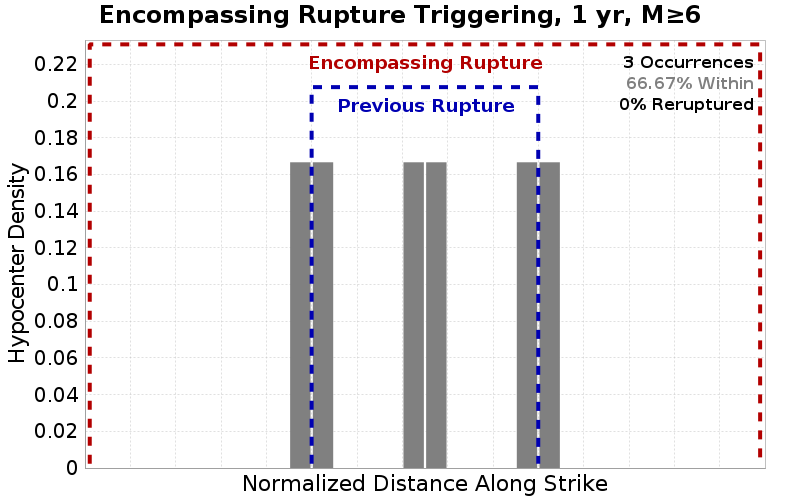 Encompassing Rupture Triggering, 1 yr, M≥6
Encompassing Rupture
3 Occurrences
66.67% Within
0% Reruptured
Previous Rupture
Hypocenter Density
0.22
0.2
0.18
0.16
0.14
0.12
0.1
0.08
0.06
0.04
0.02
0
Normalized Distance Along Strike